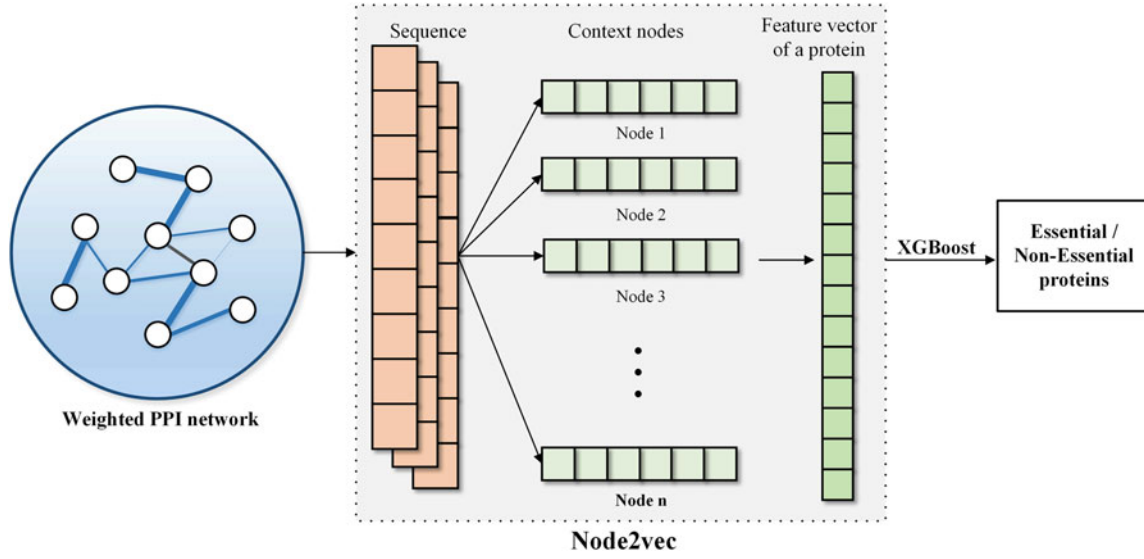 Sequence
Context nodes
Feature vector
of a protein
Node 1
Node 2
Node 3
Node n
XGBoost
Essential /
Non-Essential
proteins
Weighted PPI network
Node2vec